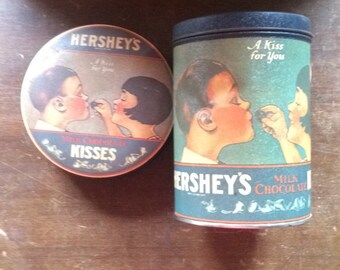 HERSHEY'S
A Kiss
for You
KISSES
A Kiss
for You
HERSHEY'S
MILK
CHOCOLATE